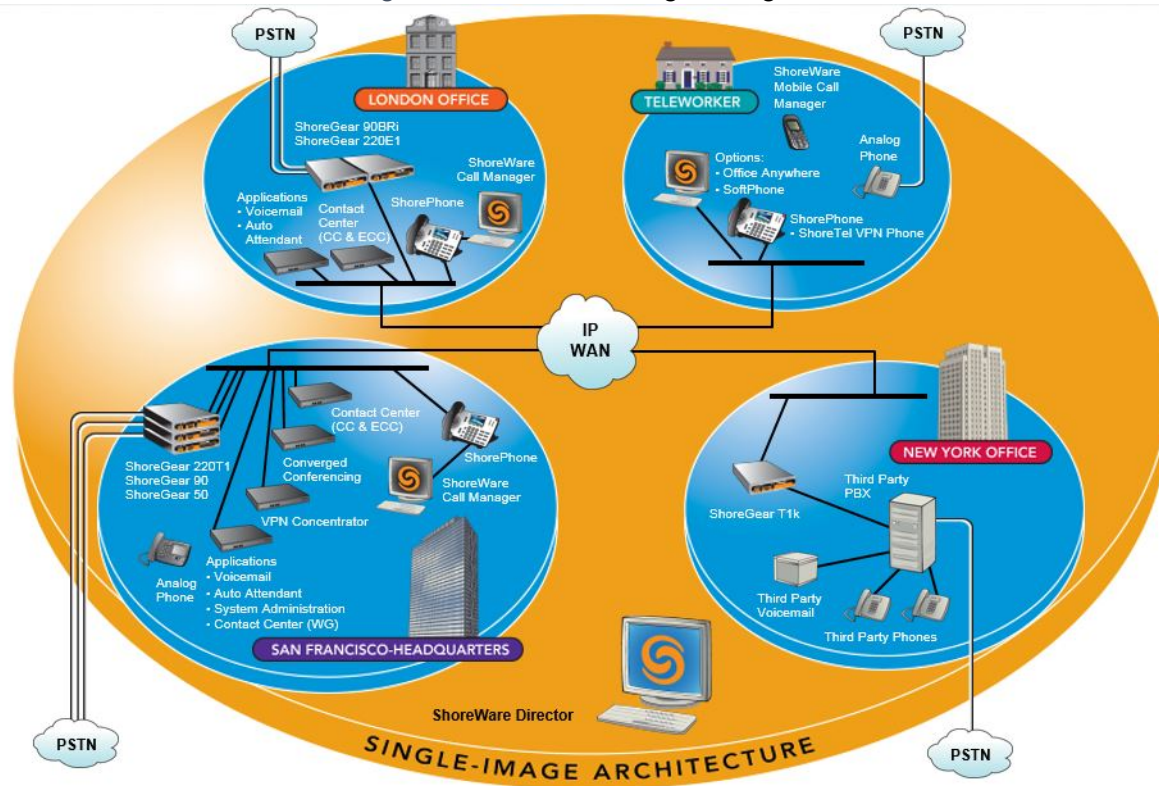 PSTN
LONDON OFFICE
ShoreGear 90BRi
ShoreGear 220E1
ShoreWare
Call Manager
Applications
• Voicemail
• Auto
Attendant
Contact
Center
(CC & ECC)
ShorePhone
PSTN
TELEWORKER
ShoreWare
Mobile Call
Manager
Analog
Phone
Options:
• Office Anywhere
• SoftPhone
ShorePhone
• ShoreTel VPN Phone
IP
WAN
Contact Center
(CC & ECC)
ShoreGear 220T1
ShoreGear 90
ShoreGear 50
Converged
Conferencing
ShorePhone
ShoreWare
Call Manager
VPN Concentrator
Analog
Phone
Applications
• Voicemail
• Auto Attendant
• System Administration
• Contact Center (WG)
SAN FRANCISCO-HEADQUARTERS
PSTN
NEW YORK OFFICE
ShoreGear T1k
Third Party
PBX
Third Party
Voicemail
Third Party Phones
PSTN
ShoreWare Director
SINGLE-IMAGE ARCHITECTURE